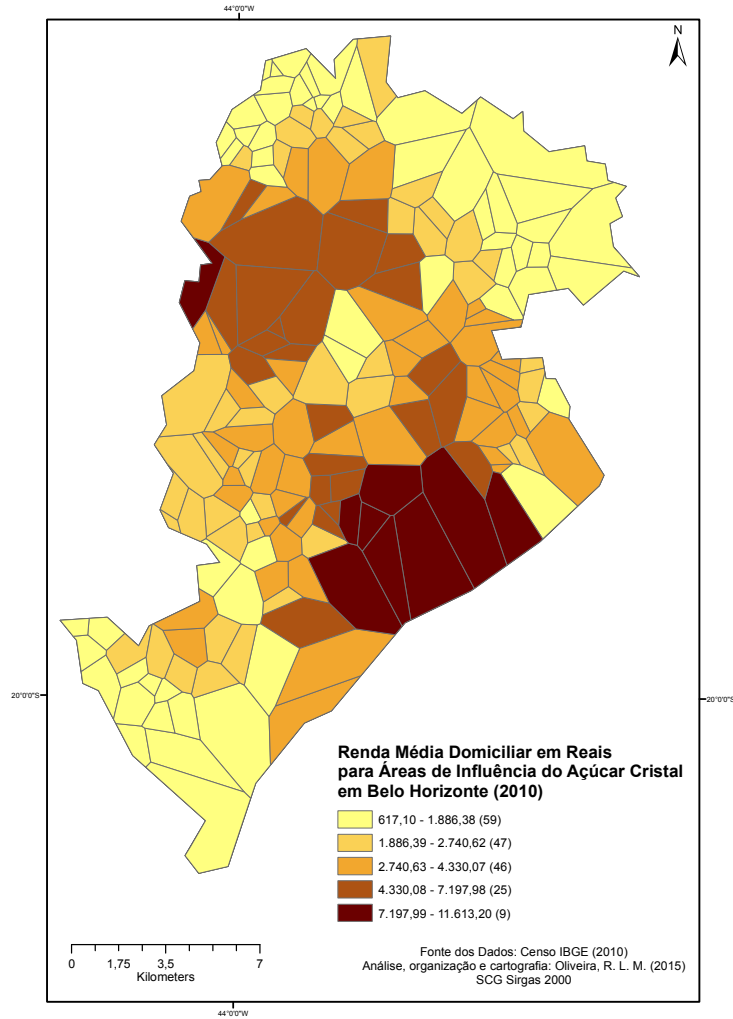 44°0'0"W
N
20°0'0"S
20°0'0"S
Renda Média Domiciliar em Reais
para Áreas de Influência do Açúcar Cristal
em Belo Horizonte (2010)
617,10 - 1.886,38 (59)
1.886,39 - 2.740,62 (47)
2.740,63 - 4.330,07 (46)
4.330,08 - 7.197,98 (25)
7.197,99 - 11.613,20 (9)
0 1,75 3,5 7
Kilometers
Fonte dos Dados: Censo IBGE (2010)
Análise, organização e cartografia: Oliveira, R. L. M. (2015)
SCG Sirgas 2000
44°0'0"W